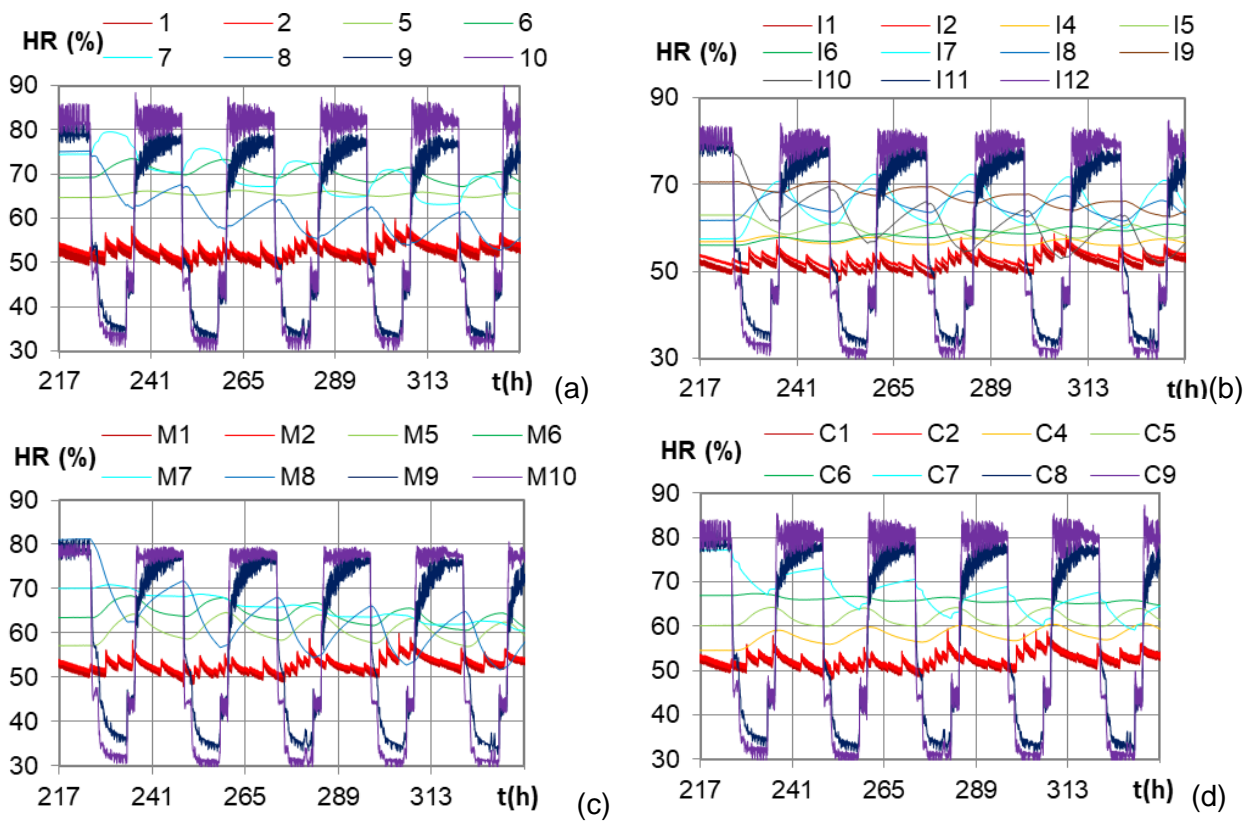 1 2 5 6
HR (%)
7 8 9 10
90
80
70
60
50
40
30
217 241 265 289 313 t(h) (a)
I1 I2 I4 I5
HR (%)
I6 I7 I8 I9
I10 I11 I12
90
70
50
30
217 241 265 289 313 t(h) (b)
M1 M2 M5 M6
HR (%)
M7 M8 M9 M10
90
80
70
60
50
40
30
217 241 265 289 313 t(h) (c)
C1 C2 C4 C5
HR (%)
C6 C7 C8 C9
90
80
70
60
50
40
30
217 241 265 289 313 t(h) (d)